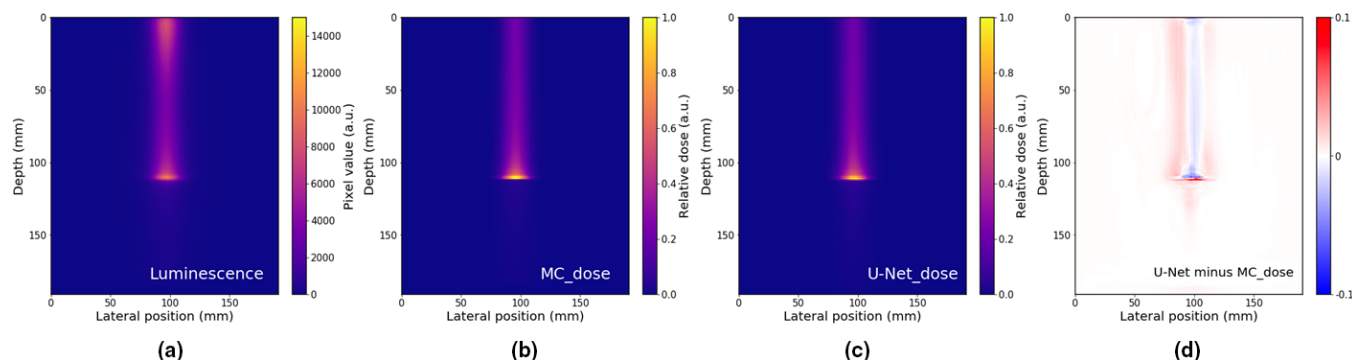 0
50
100
150
Depth (mm)
0
50
100
150
Lateral position (mm)
Luminescence
14000
12000
10000
8000
6000
4000
2000
0
Pixel value (a.u.)
(a)
0
50
100
150
Depth (mm)
0
50
100
150
Lateral position (mm)
MC_dose
1.0
0.8
0.6
0.4
0.2
0.0
Relative dose (a.u.)
(b)
0
50
100
150
Depth (mm)
0
50
100
150
Lateral position (mm)
U-Net_dose
1.0
0.8
0.6
0.4
0.2
0.0
Relative dose (a.u.)
(c)
0
50
100
150
Depth (mm)
0
50
100
150
Lateral position (mm)
U-Net minus MC_dose
0.1
0
-0.1
(d)